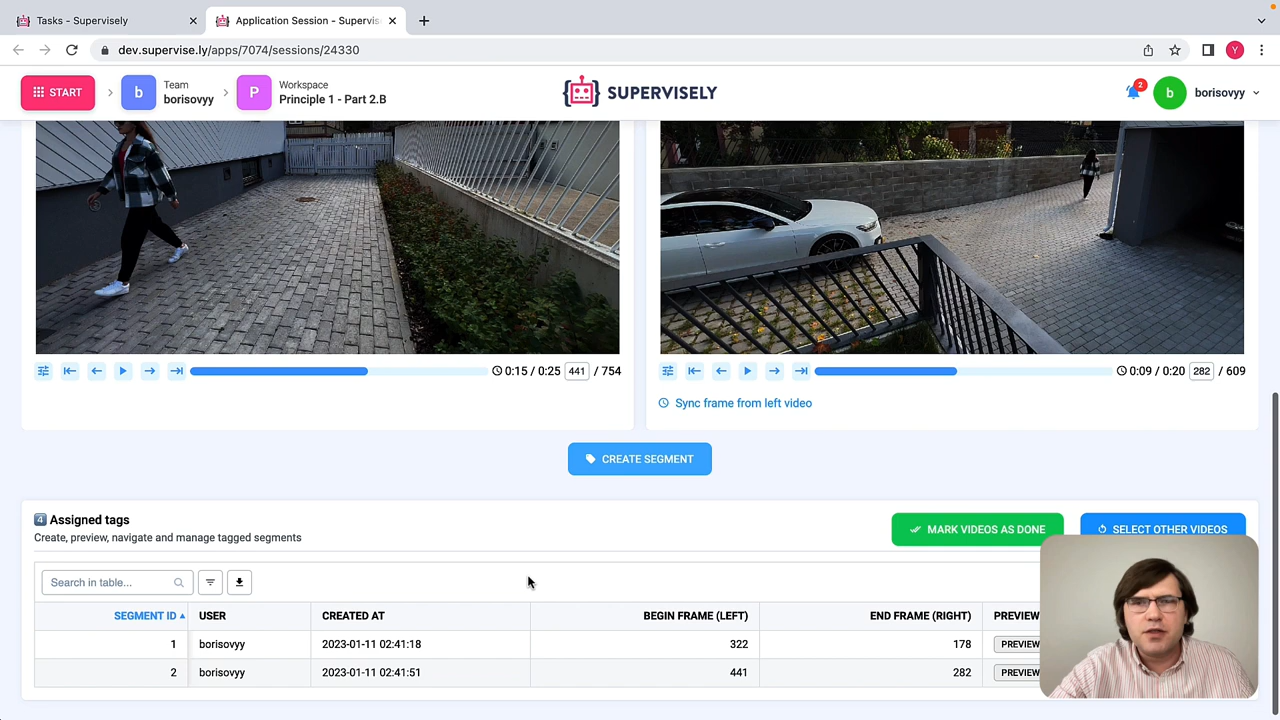 Tasks - Supervisely
Application Session - Supervise
dev.supervise.ly/apps/7074/sessions/24330
Y
START
b
Team
borisovyy
P
Workspace
Principle 1 - Part 2.B
SUPERVISELY
2
b
borisovyy
0:15 / 0:25 441 / 754
0:09 / 0:20 282 / 609
Sync frame from left video
CREATE SEGMENT
4 Assigned tags
Create, preview, navigate and manage tagged segments
MARK VIDEOS AS DONE
SELECT OTHER VIDEOS
Search in table...
SEGMENT ID USER CREATED AT BEGIN FRAME (LEFT) END FRAME (RIGHT) PREVIEW
1 borisovyy 2023-01-11 02:41:18 322 178 PREVIEW
2 borisovyy 2023-01-11 02:41:51 441 282 PREVIEW